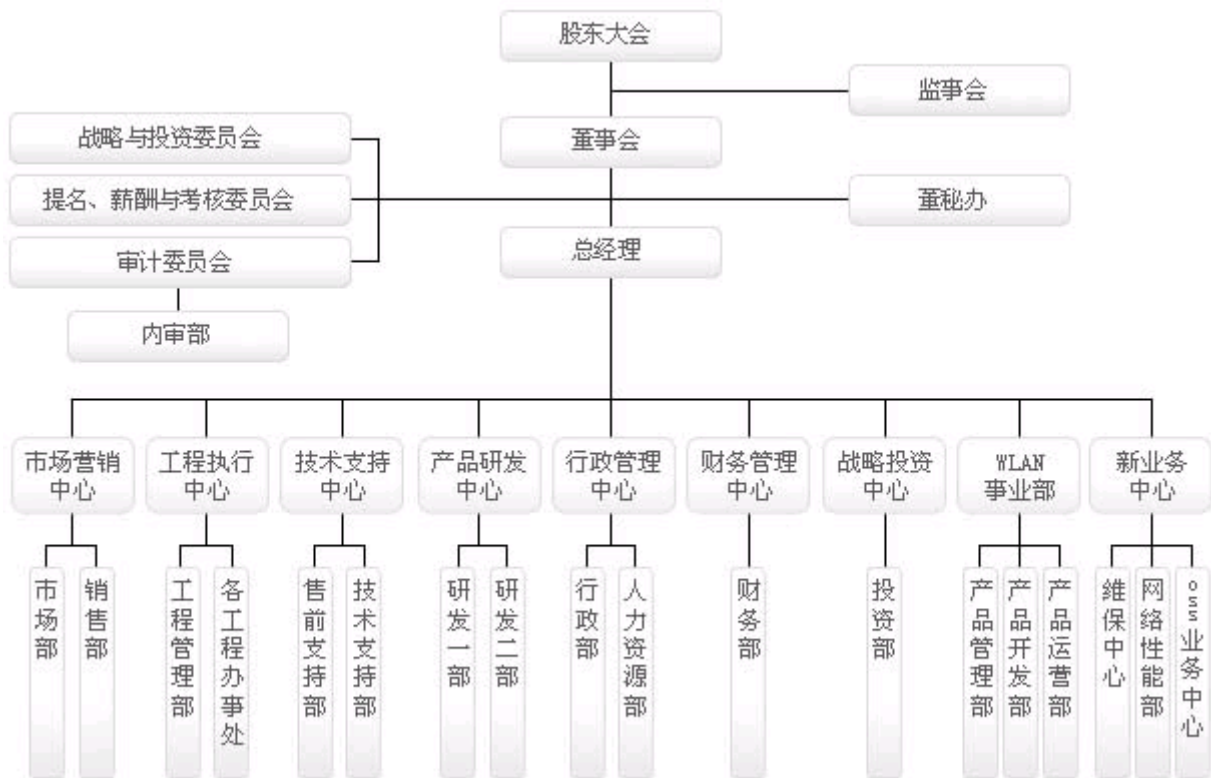 股东大会
监事会
战略与投资委员会
董事会
提名、薪酬与考核委员会
董秘办
审计委员会
总经理
内审部
市场营销
中心
工程执行
中心
技术支持
中心
产品研发
中心
行政管理
中心
财务管理
中心
战略投资
中心
WLAN
事业部
新业务
中心
市场部
销售部
工程管理部
各工程办事处
售前支持部
技术支持部
研发一部
研发二部
行政部
人力资源部
财务部
投资部
产品管理部
产品开发部
产品运营部
维保中心
网络性能部
oss业务中心